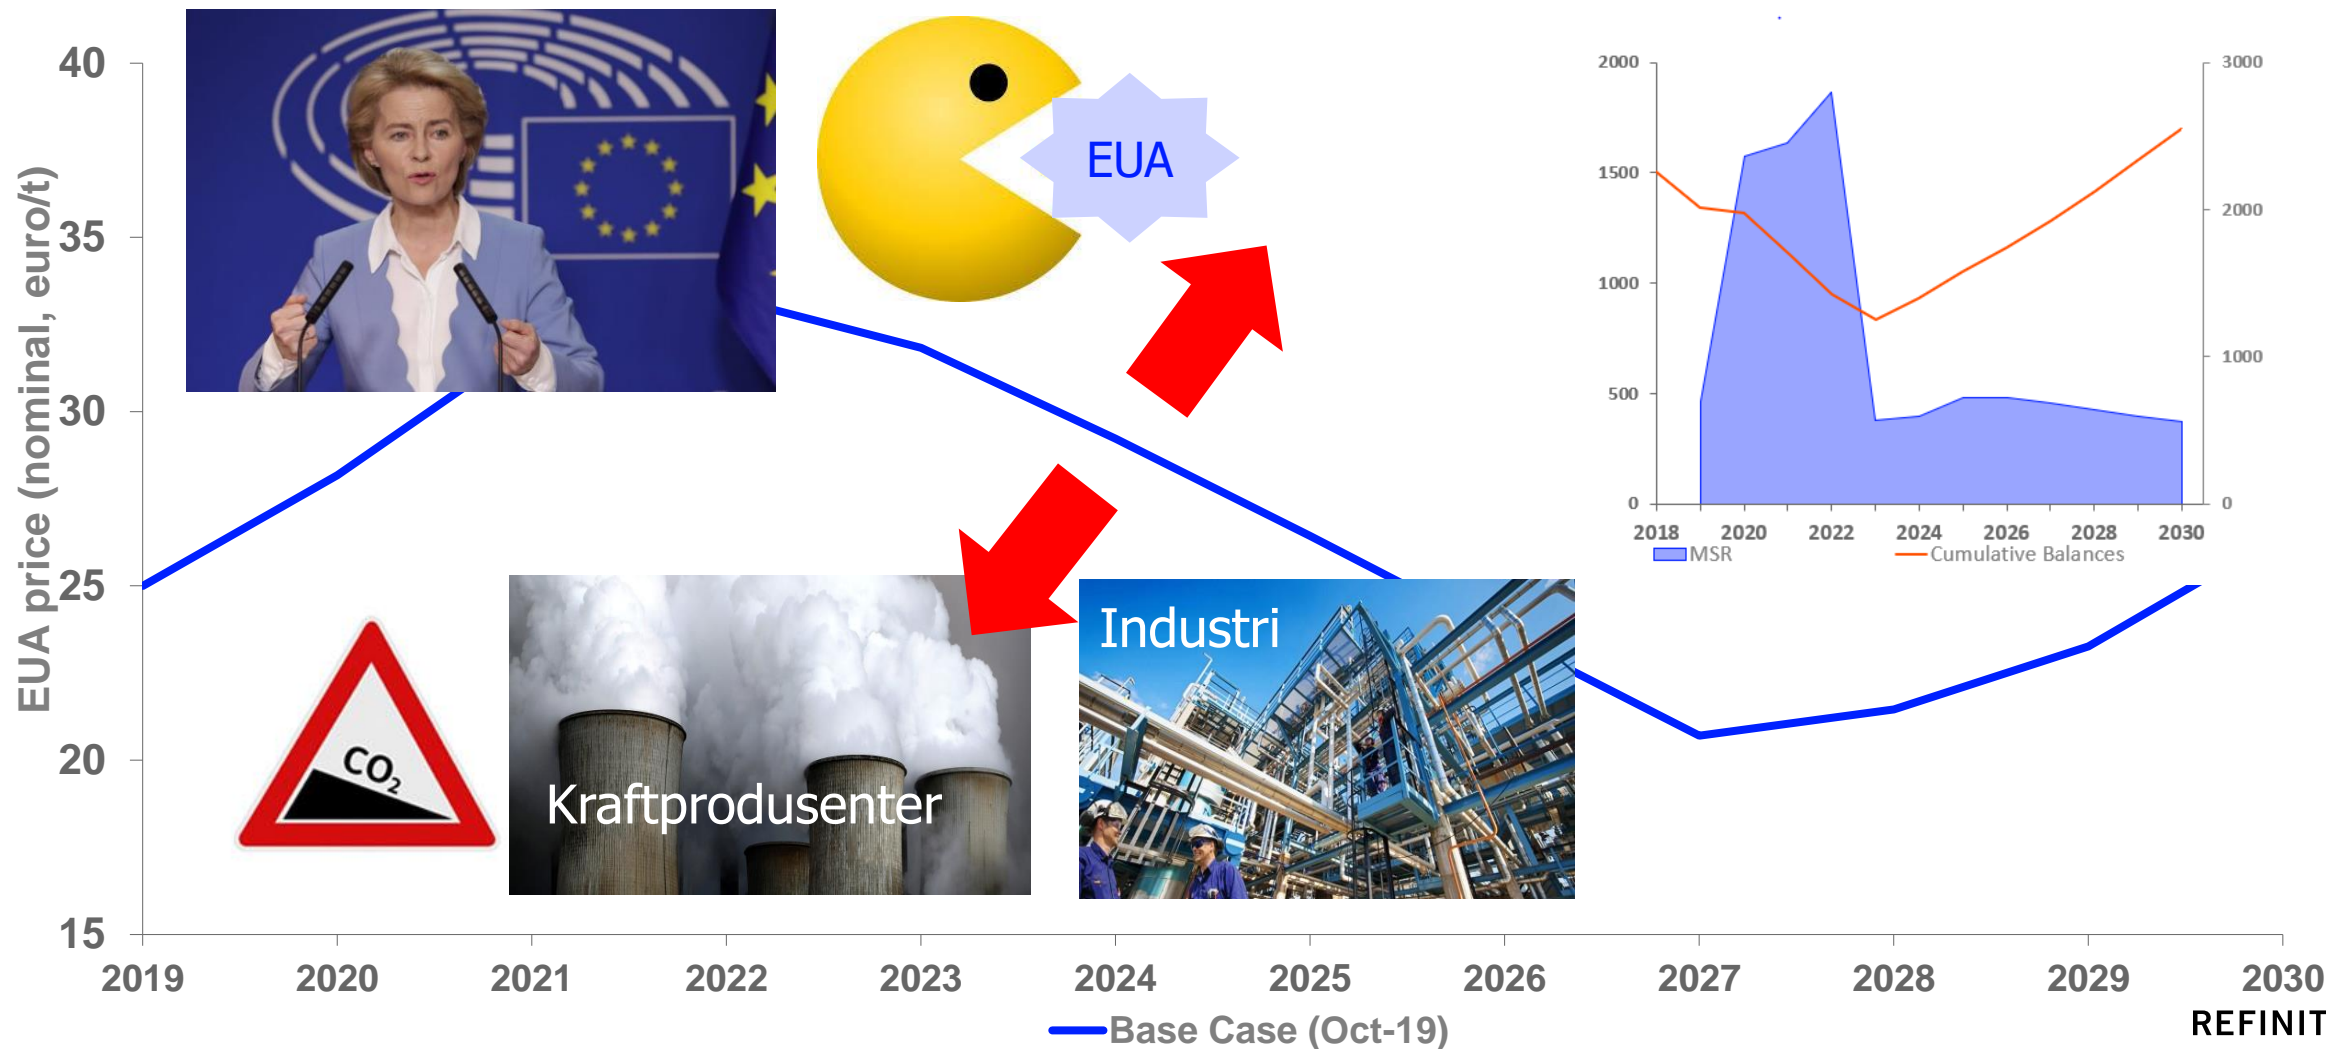 EUA price (nominal, euro/t)
40
35
30
25
20
15
2019 2020 2021 2022 2023 2024 2025 2026 2027 2028 2029 2030
Base Case (Oct-19)
EUA
CO2
Kraftprodusenter
Industri
2000
1500
1000
500
0
3000
2000
1000
0
2018 2020 2022 2024 2026 2028 2030
MSR Cumulative Balances
REFINIT